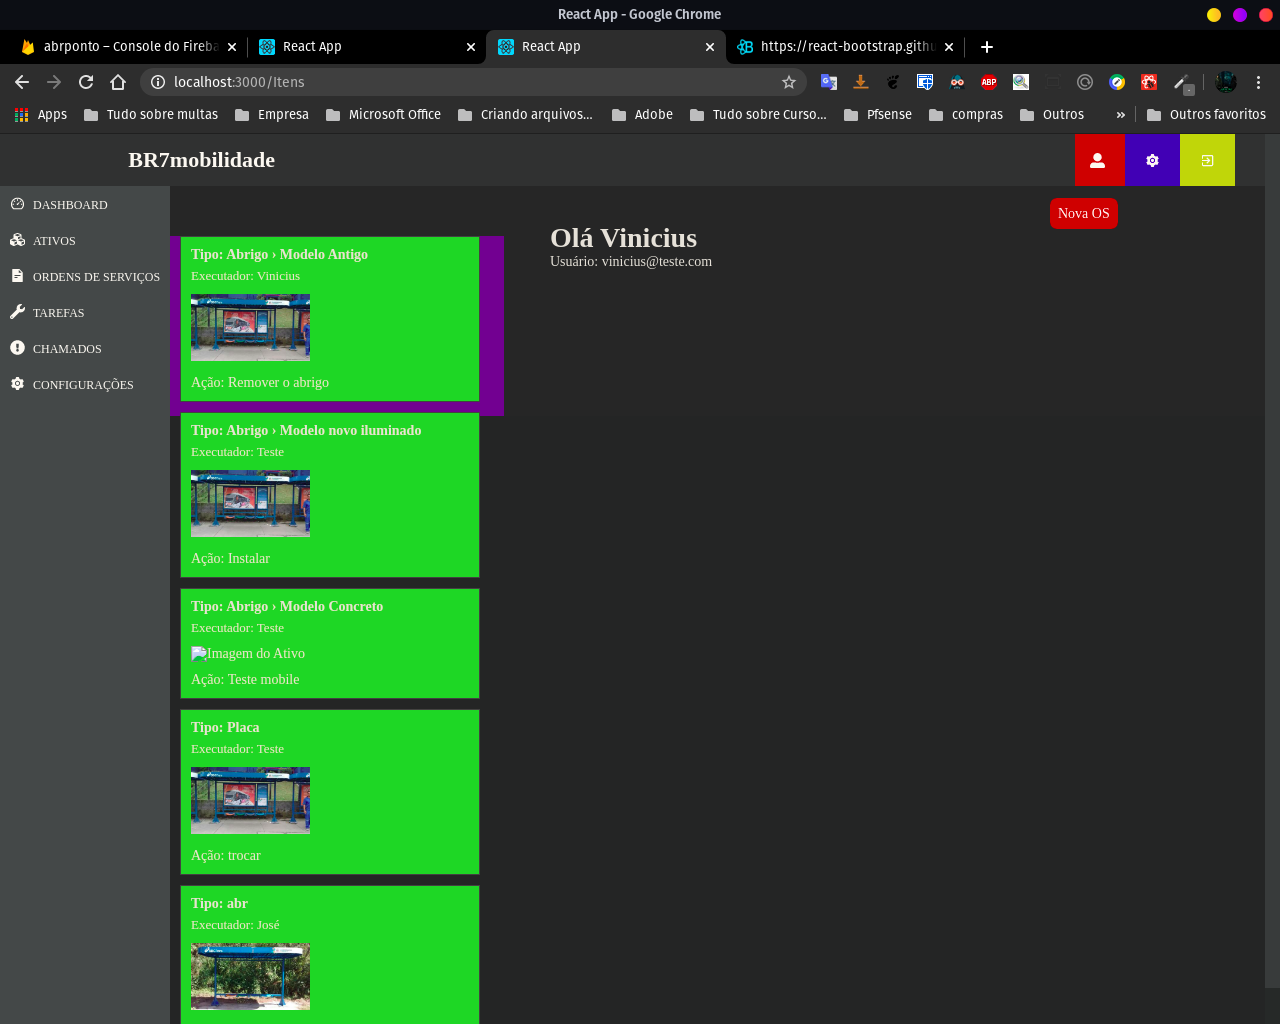 React App - Google Chrome
abrponto – Console do Fireba
React App
React App
https://react-bootstrap.githu
localhost:3000/Itens
Apps
Tudo sobre multas
Empresa
Microsoft Office
Criando arquivos...
Adobe
Tudo sobre Curso...
Pfsense
compras
Outros
»
Outros favoritos
BR7mobilidade
DASHBOARD
ATIVOS
ORDENS DE SERVIÇOS
TAREFAS
CHAMADOS
CONFIGURAÇÕES
Nova OS
Olá Vinicius
Usuário: vinicius@teste.com
Tipo: Abrigo › Modelo Antigo
Executador: Vinicius
Ação: Remover o abrigo
Tipo: Abrigo › Modelo novo iluminado
Executador: Teste
Ação: Instalar
Tipo: Abrigo › Modelo Concreto
Executador: Teste
Imagem do Ativo
Ação: Teste mobile
Tipo: Placa
Executador: Teste
Ação: trocar
Tipo: abr
Executador: José